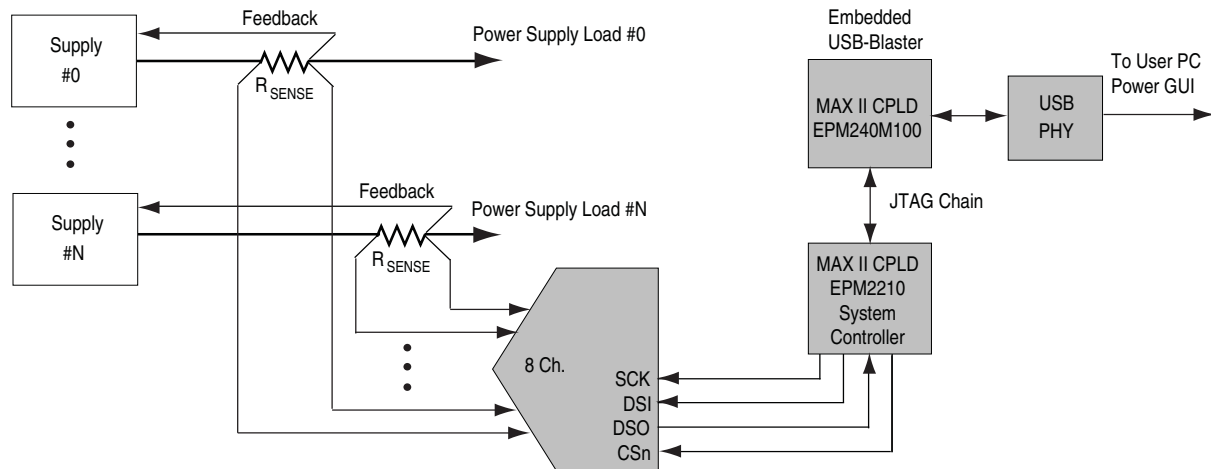 Supply
#0
Feedback
R SENSE
Power Supply Load #0
Embedded
USB-Blaster
MAX II CPLD
EPM240M100
USB
PHY
To User PC
Power GUI
JTAG Chain
Supply
#N
Feedback
R SENSE
Power Supply Load #N
MAX II CPLD
EPM2210
System
Controller
8 Ch.
SCK
DSI
DSO
CSn